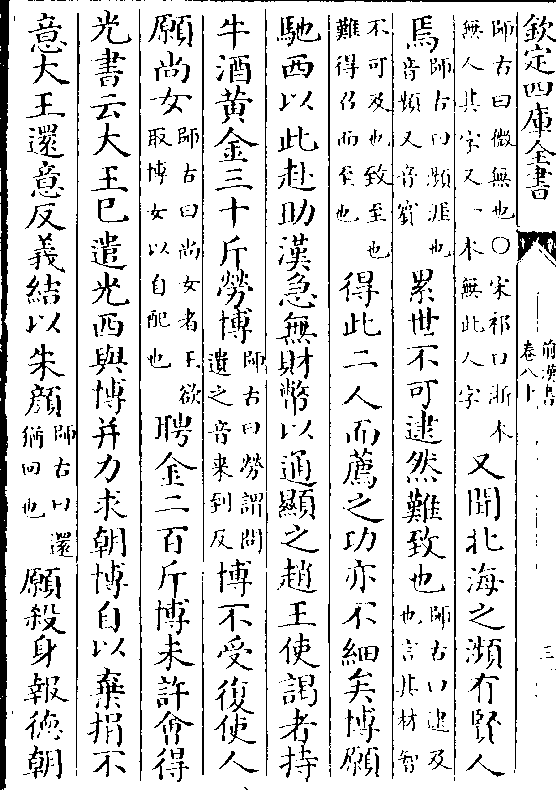 欽定四庫全書
前漢書
卷八十
三
師古曰微無也○宋祁曰浙本
無人其字又一本無此人字
又聞北海之瀕有賢人
焉
師古曰瀕涯也
音頻又音賓
累世不可逮然難致也
師古曰逮及
也言其材智
不可及也致至也
難得召而至也
得此二人而薦之功亦不細矣博願
馳西以此赴助漢急無財幣以通顯之趙王使謁者持
牛酒黄金三十斤勞博
師古曰勞謂問
遺之音来到反
博不受復使人
願尚女
師古曰尚女者王欲
取博女以自配也
聘金二百斤博未許會得
光書云大王已遣光西與博并力求朝博自以棄捐不
意大王還意反義結以朱顔
師古曰還
猶回也
願殺身報徳朝